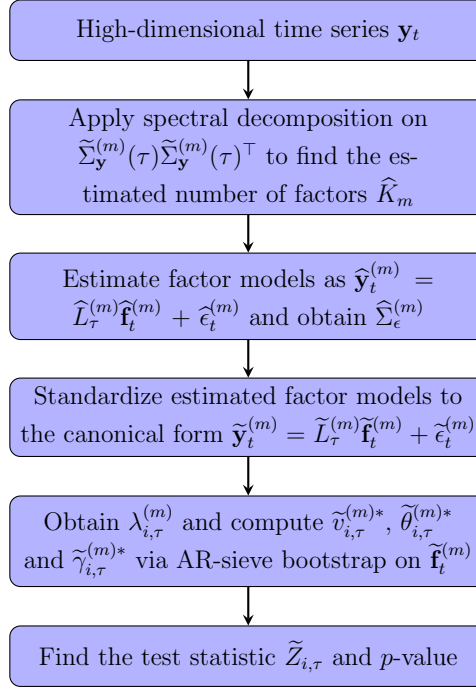 High-dimensional time series $\mathbf{y}_t$
Apply spectral decomposition on
$\widetilde{\Sigma}_{\mathbf{y}}^{(m)}(\tau)\widetilde{\Sigma}_{\mathbf{y}}^{(m)}(\tau)^\top$ to find the es-
timated number of factors $\widehat{K}_m$
Estimate factor models as $\widehat{\mathbf{y}}_t^{(m)} =$
$\widehat{L}_\tau^{(m)}\widehat{\mathbf{f}}_t^{(m)} + \widehat{\epsilon}_t^{(m)}$ and obtain $\widehat{\Sigma}_\epsilon^{(m)}$
Standardize estimated factor models to
the canonical form $\widetilde{\mathbf{y}}_t^{(m)} = \widetilde{L}_\tau^{(m)}\widetilde{\mathbf{f}}_t^{(m)} + \widetilde{\epsilon}_t^{(m)}$
Obtain $\lambda_{i,\tau}^{(m)}$ and compute $\widetilde{v}_{i,\tau}^{(m)*}$, $\widetilde{\theta}_{i,\tau}^{(m)*}$
and $\widetilde{\gamma}_{i,\tau}^{(m)*}$ via AR-sieve bootstrap on $\widetilde{\mathbf{f}}_t^{(m)}$
Find the test statistic $\widetilde{Z}_{i,\tau}$ and $p$-value